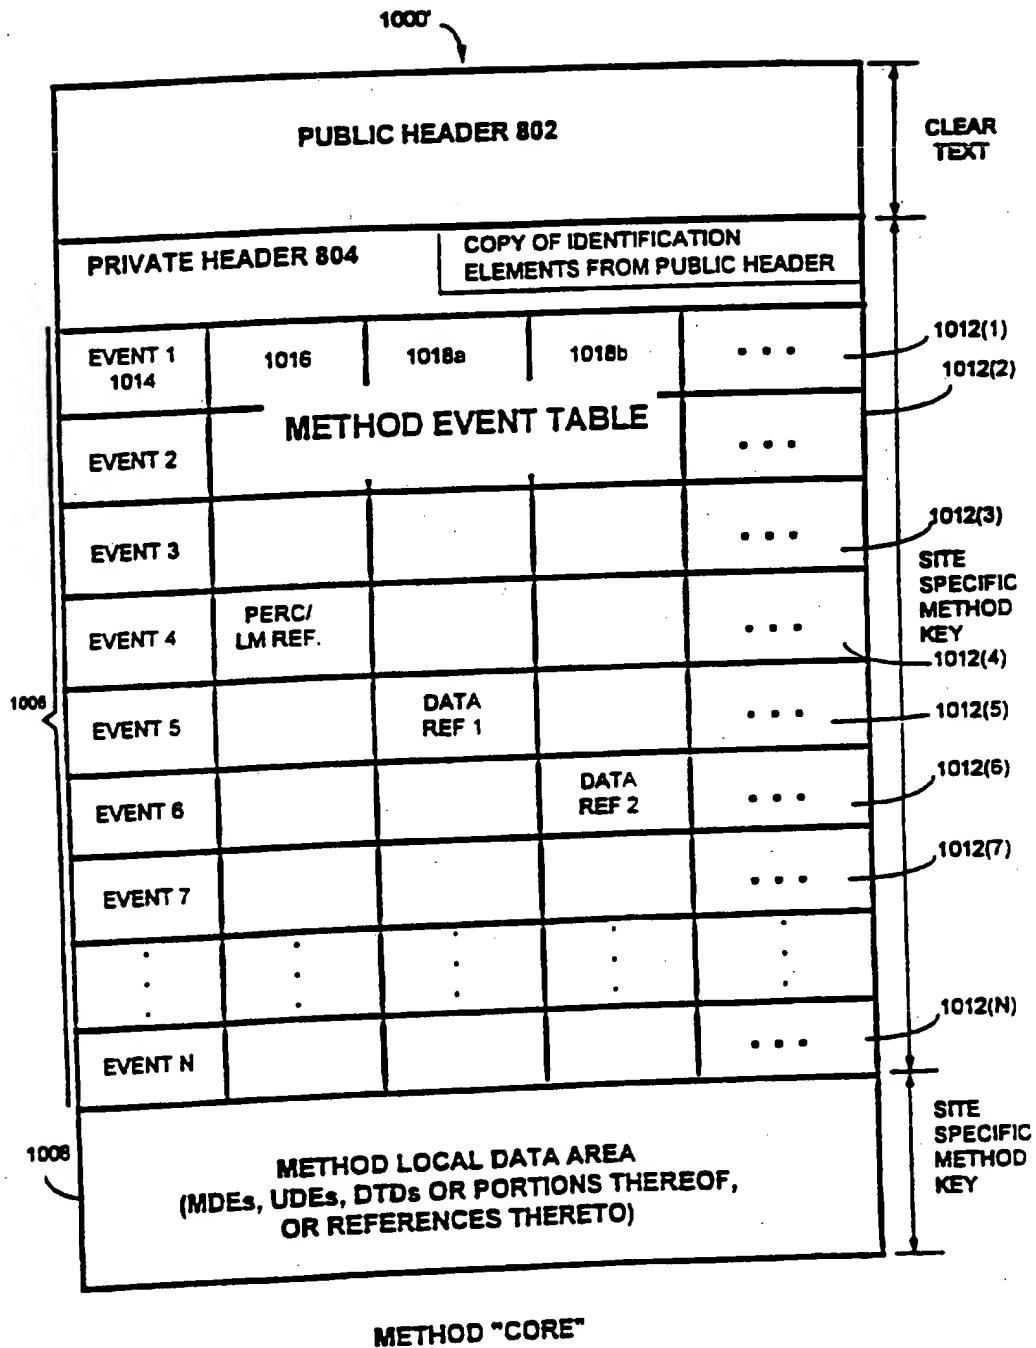 1000'
PUBLIC HEADER 802
CLEAR
TEXT
PRIVATE HEADER 804
COPY OF IDENTIFICATION
ELEMENTS FROM PUBLIC HEADER
EVENT 1
1014
1016
1018a
1018b
• • •
1012(1)
1012(2)
METHOD EVENT TABLE
EVENT 2
• • •
EVENT 3
• • •
1012(3)
SITE
SPECIFIC
METHOD
KEY
EVENT 4
PERC/
LM REF.
• • •
1012(4)
1006
EVENT 5
DATA
REF 1
• • •
1012(5)
EVENT 6
DATA
REF 2
• • •
1012(6)
EVENT 7
• • •
1012(7)
EVENT N
• • •
1012(N)
1008
METHOD LOCAL DATA AREA
(MDEs, UDEs, DTDs OR PORTIONS THEREOF,
OR REFERENCES THERETO)
SITE
SPECIFIC
METHOD
KEY
METHOD "CORE"